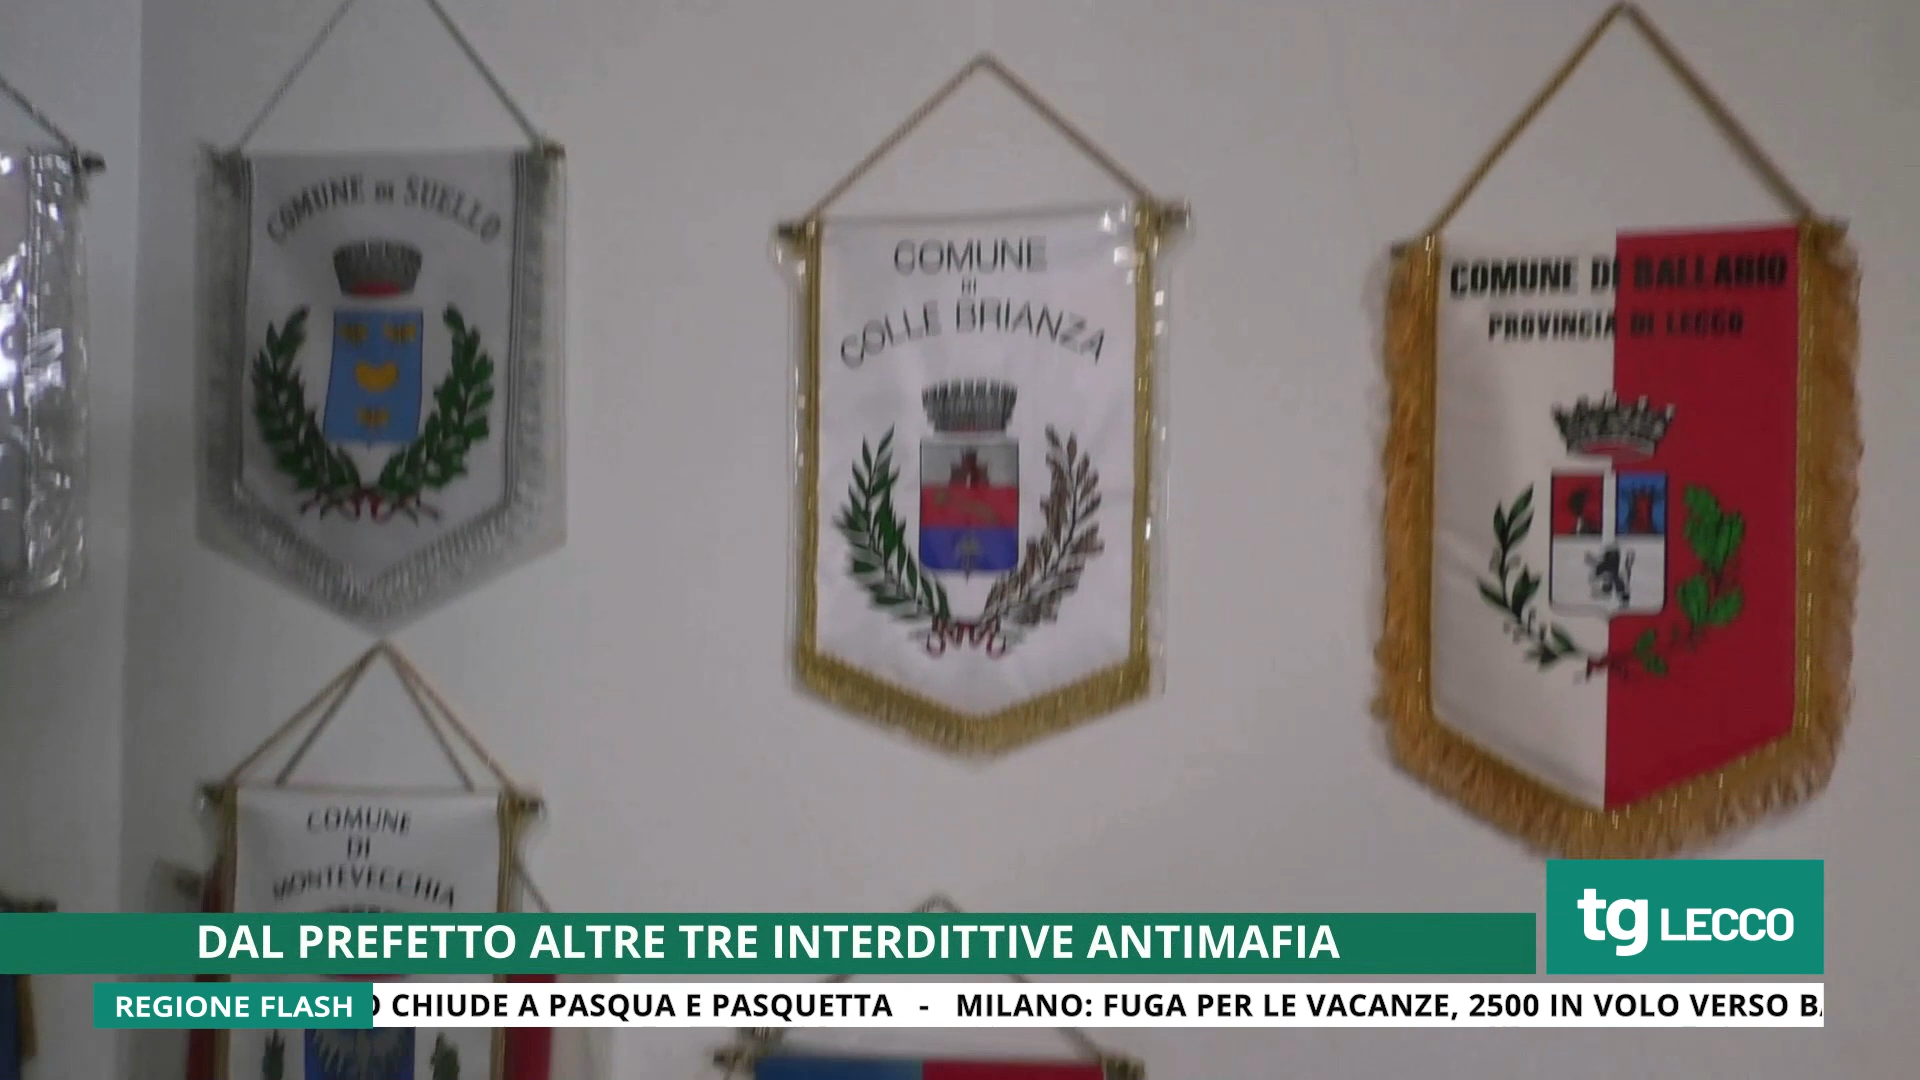 COMUNE DI SUELLO
COMUNE
DI
COLLE BRIANZA
COMUNE DI BALLABIO
PROVINCIA DI LECCO
COMUNE
DI
MONTEVECCHIA
DAL PREFETTO ALTRE TRE INTERDITTIVE ANTIMAFIA
tg LECCO
REGIONE FLASH
CHIUDE A PASQUA E PASQUETTA - MILANO: FUGA PER LE VACANZE, 2500 IN VOLO VERSO